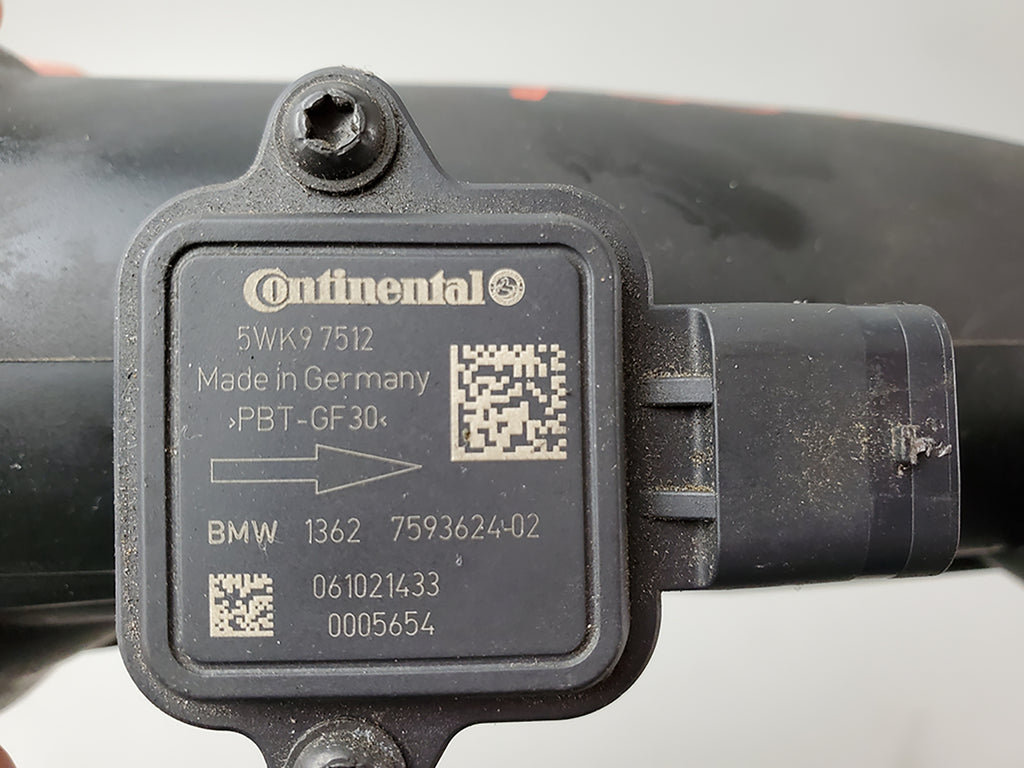 Continental
5WK9 7512
Made in Germany
>PBT-GF30<
BMW 1362 7593624-02
061021433
0005654